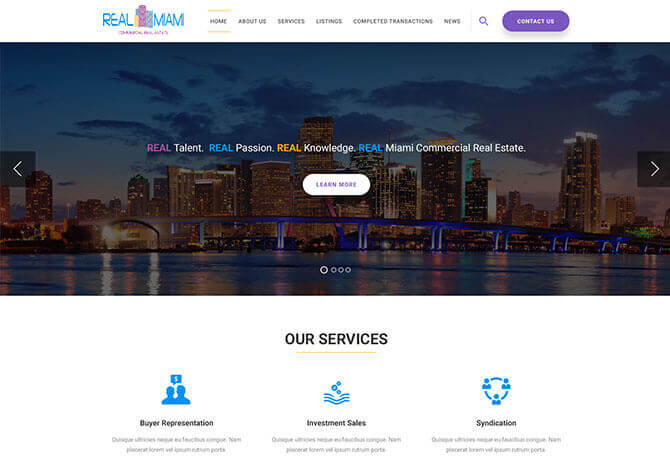 REAL MIAMI
COMMERCIAL REAL ESTATE
HOME ABOUT US SERVICES LISTINGS COMPLETED TRANSACTIONS NEWS CONTACT US
REAL Talent. REAL Passion. REAL Knowledge. REAL Miami Commercial Real Estate.
LEARN MORE
OUR SERVICES
Buyer Representation Investment Sales Syndication
Quisque ultricies neque eu faucibus congue. Nam Quisque ultricies neque eu faucibus congue. Nam Quisque ultricies neque eu faucibus congue. Nam
placerat lorem vel ipsum rutrum porta. placerat lorem vel ipsum rutrum porta. placerat lorem vel ipsum rutrum porta.